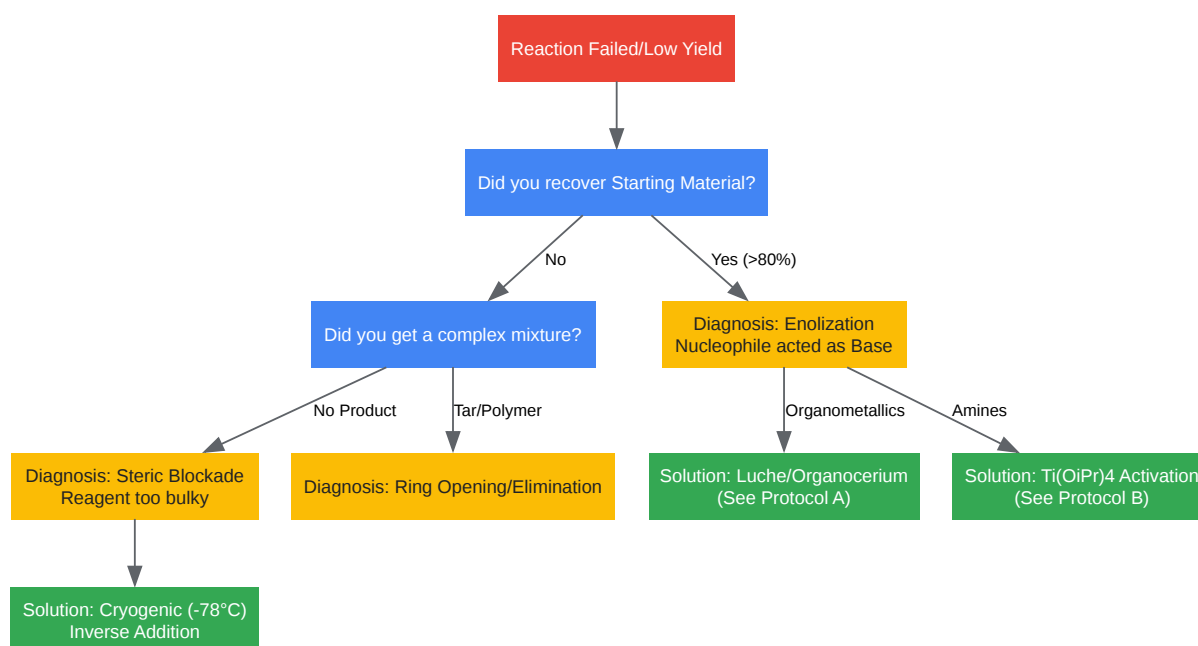 Reaction Failed/Low Yield
Did you recover Starting Material?
No
Yes (>80%)
Did you get a complex mixture?
Diagnosis: Enolization
Nucleophile acted as Base
No Product
Tar/Polymer
Organometallics
Amines
Diagnosis: Steric Blockade
Reagent too bulky
Diagnosis: Ring Opening/Elimination
Solution: Luche/Organocerium
(See Protocol A)
Solution: Ti(OiPr)4 Activation
(See Protocol B)
Solution: Cryogenic (-78°C)
Inverse Addition